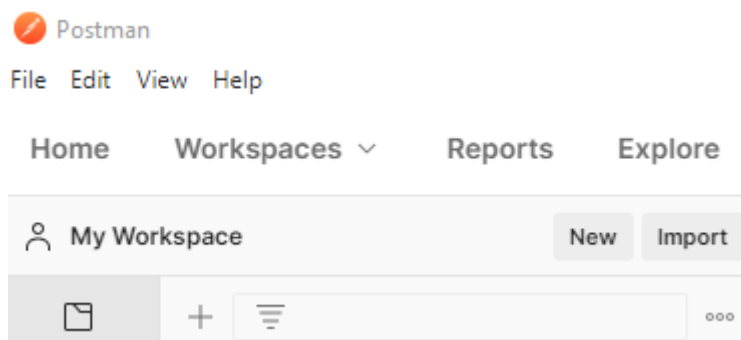 Postman
File Edit View Help
Home Workspaces Reports Explore
My Workspace New Import